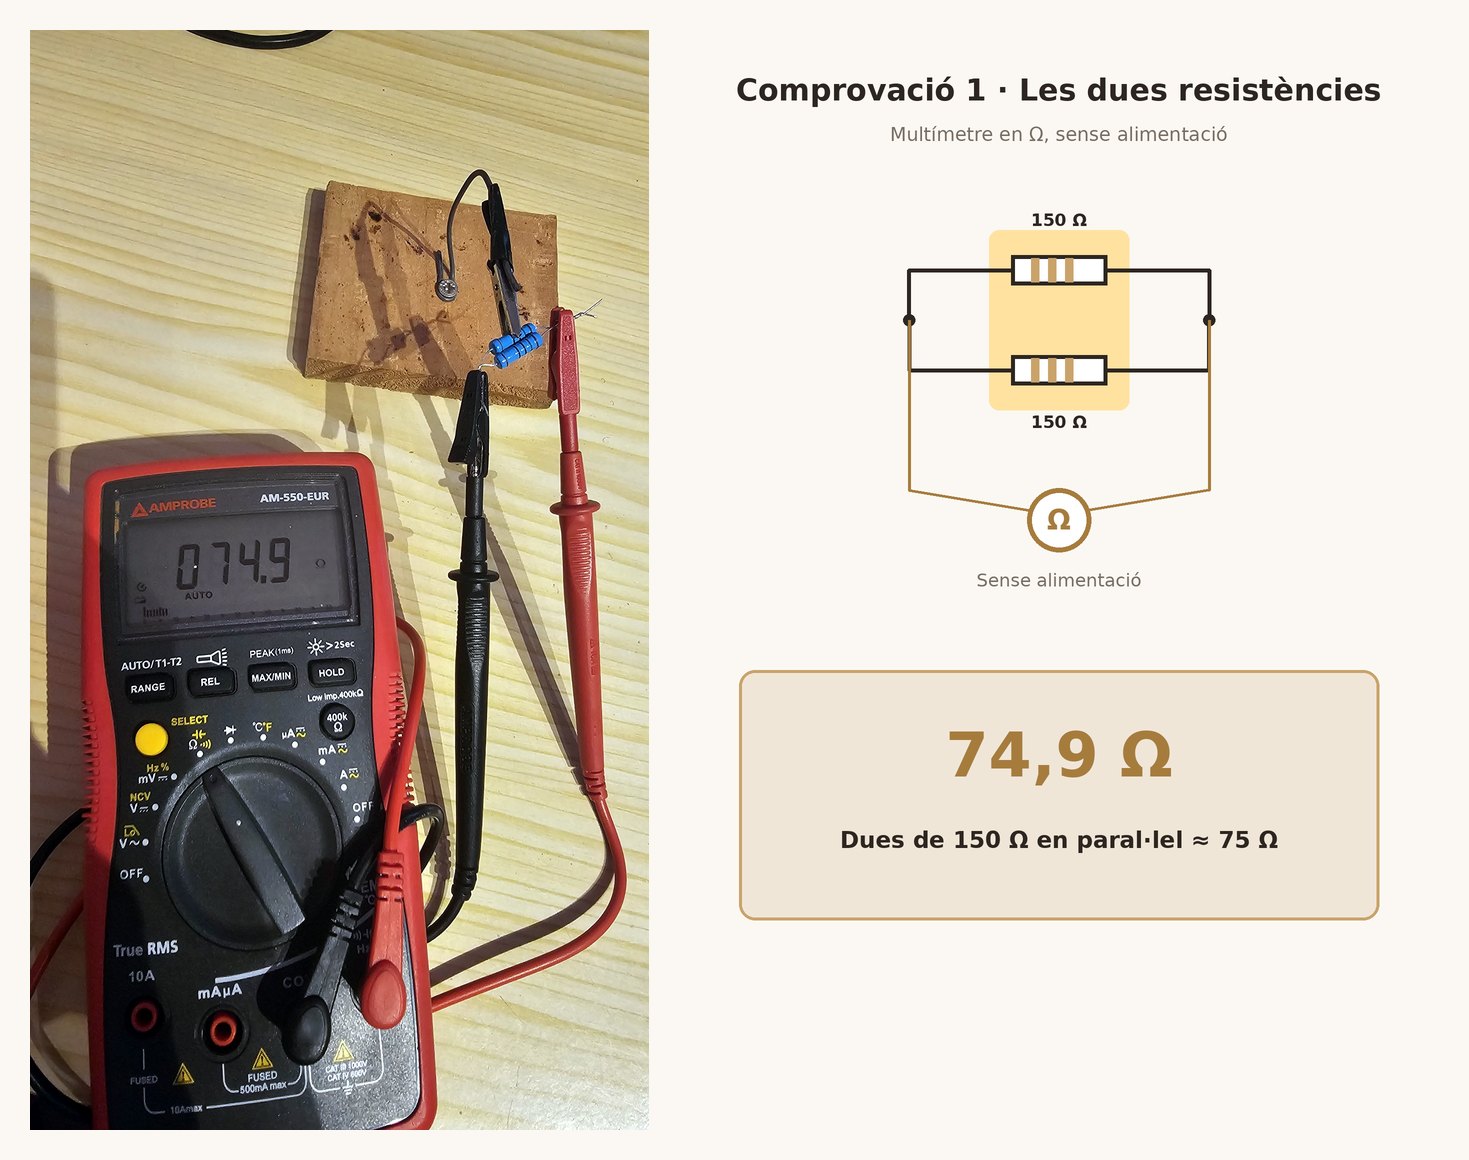 Comprovació 1 · Les dues resistències
Multímetre en Ω, sense alimentació
150 Ω
150 Ω
Ω
Sense alimentació
74,9 Ω
Dues de 150 Ω en paral·lel ≈ 75 Ω
AMPROBE
AM-550-EUR
074.9 Ω
AUTO
AUTO/T1-T2
PEAK(1ms)
>2Sec
RANGE
REL
MAX/MIN
HOLD
Low Imp.400kΩ
SELECT
400k
Ω
Ω
°C°F
µA
mA
Hz %
mV
A
NCV
V
OFF
V
OFF
True RMS
10A
mAµA
CO
FUSED
FUSED
500mA max
10Amax
CAT III 1000V
CAT IV 600V